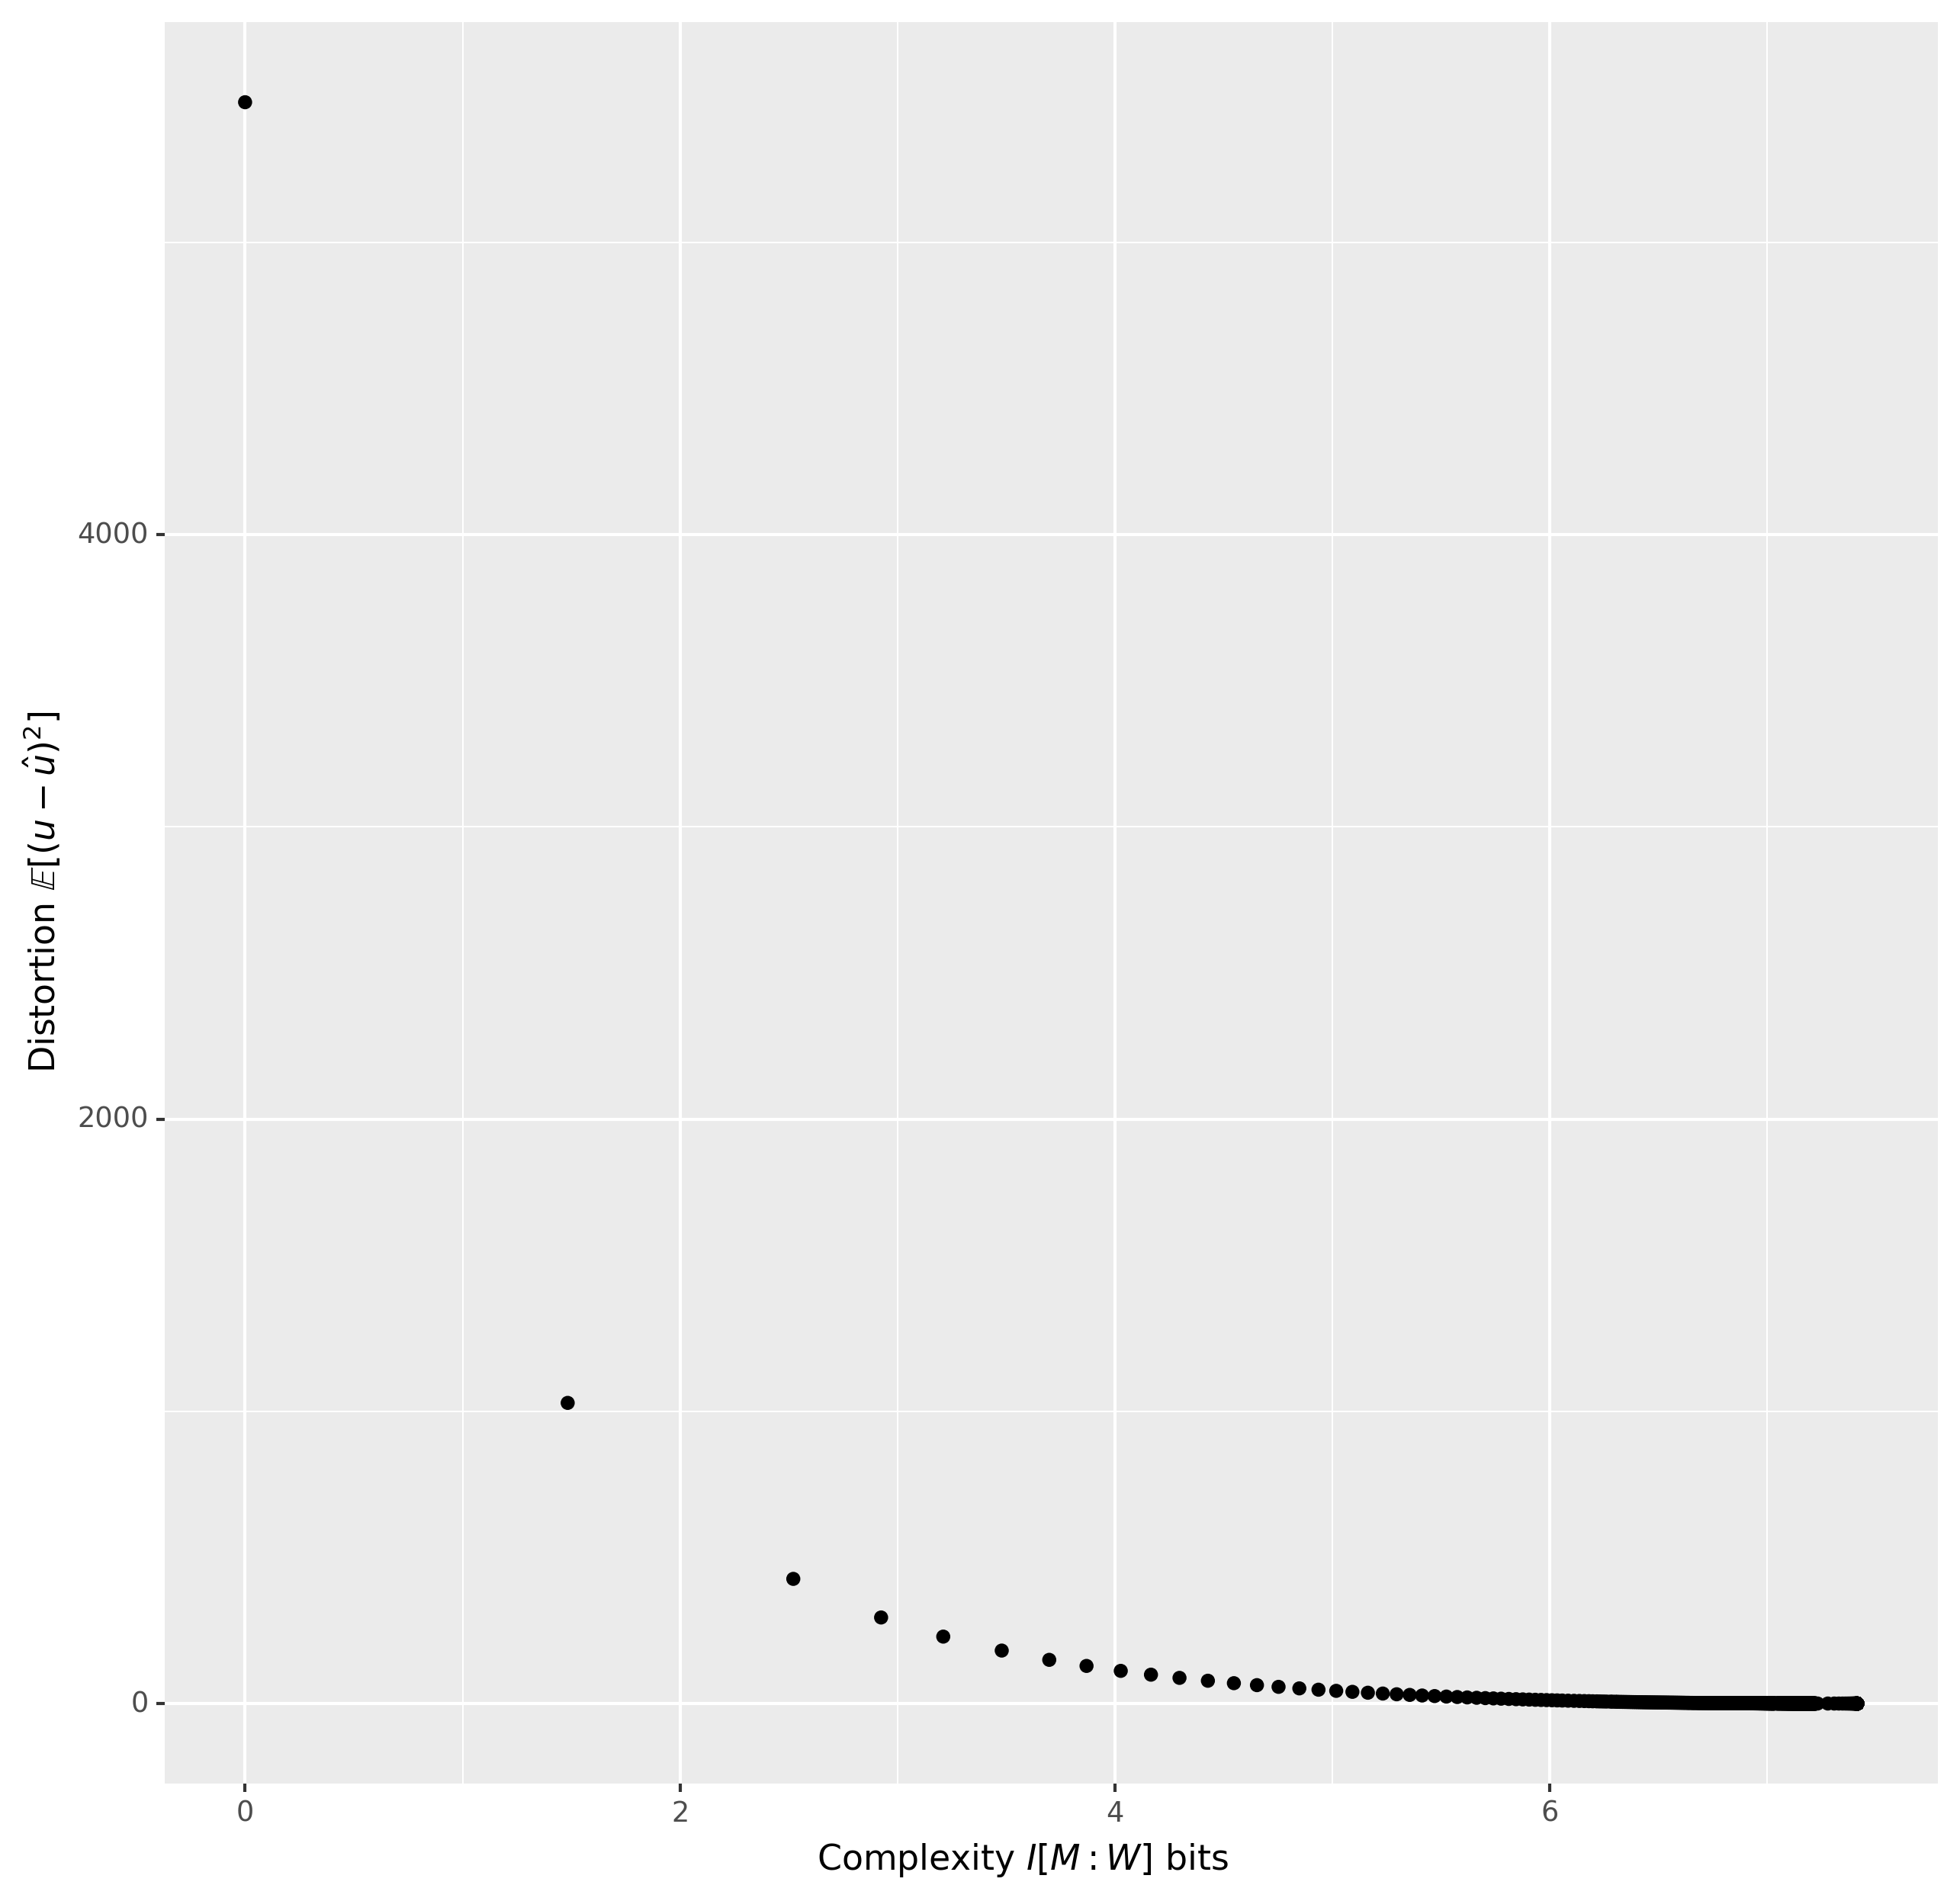 4000
2000
0
Distortion 𝔼[(u − û)²]
0 2 4 6
Complexity I[M : W] bits